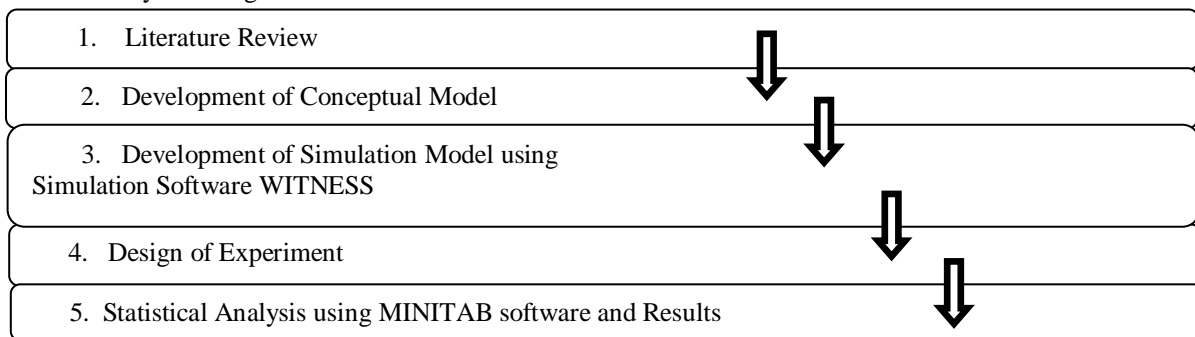 1. Literature Review
2. Development of Conceptual Model
3. Development of Simulation Model using
Simulation Software WITNESS
4. Design of Experiment
5. Statistical Analysis using MINITAB software and Results